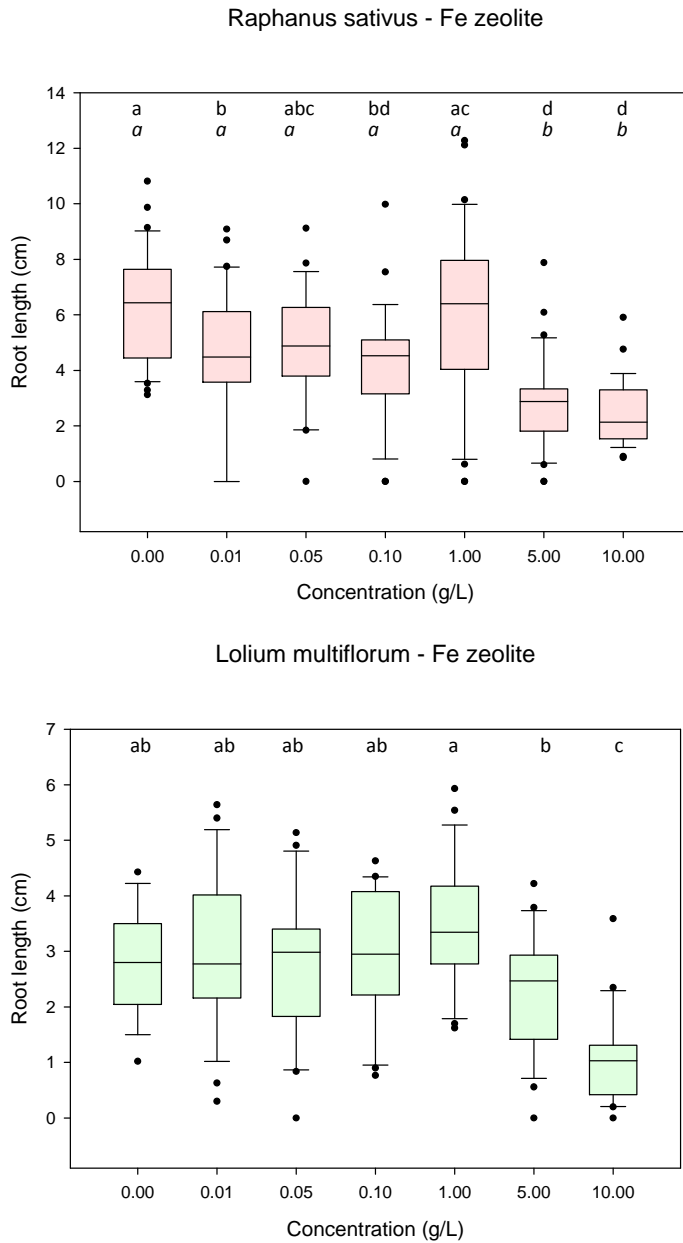 Raphanus sativus - Fe zeolite
14
a b abc bd ac d d
a a a a a b b
12
10
8
6
4
2
0
Root length (cm)
0.00 0.01 0.05 0.10 1.00 5.00 10.00
Concentration (g/L)
Lolium multiflorum - Fe zeolite
7
ab ab ab ab a b c
6
5
4
3
2
1
0
Root length (cm)
0.00 0.01 0.05 0.10 1.00 5.00 10.00
Concentration (g/L)